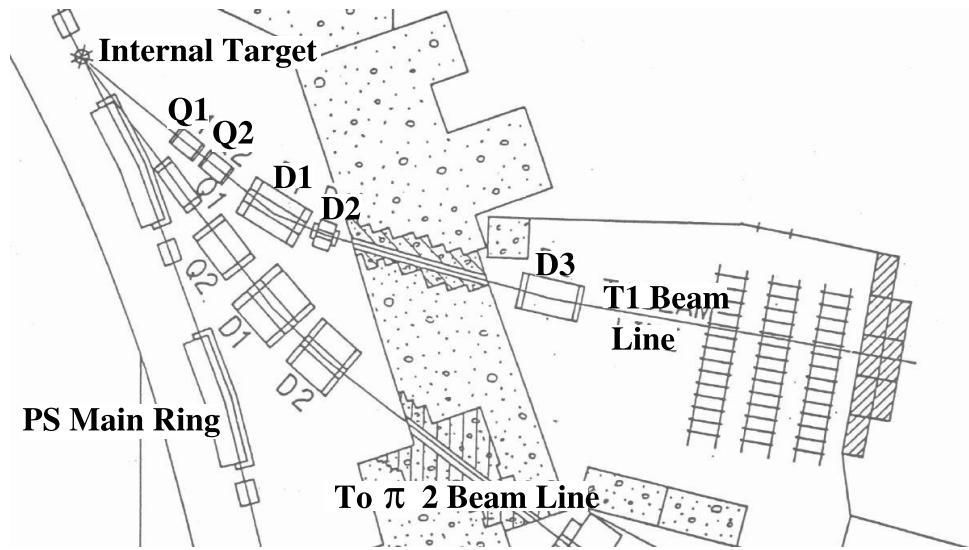 Internal Target
Q1
Q2
D1
D2
D3
T1 Beam
Line
Q1
Q2
D1
D2
PS Main Ring
To π 2 Beam Line